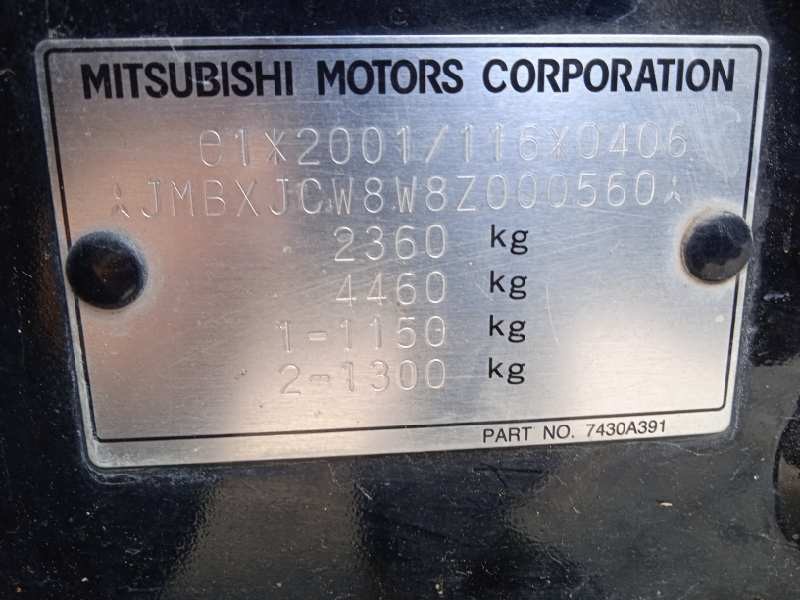 MITSUBISHI MOTORS CORPORATION
e1*2001/116*0406
JMBXJCW8W8Z000560
2360 kg
4460 kg
1-1150 kg
2-1300 kg
PART NO. 7430A391